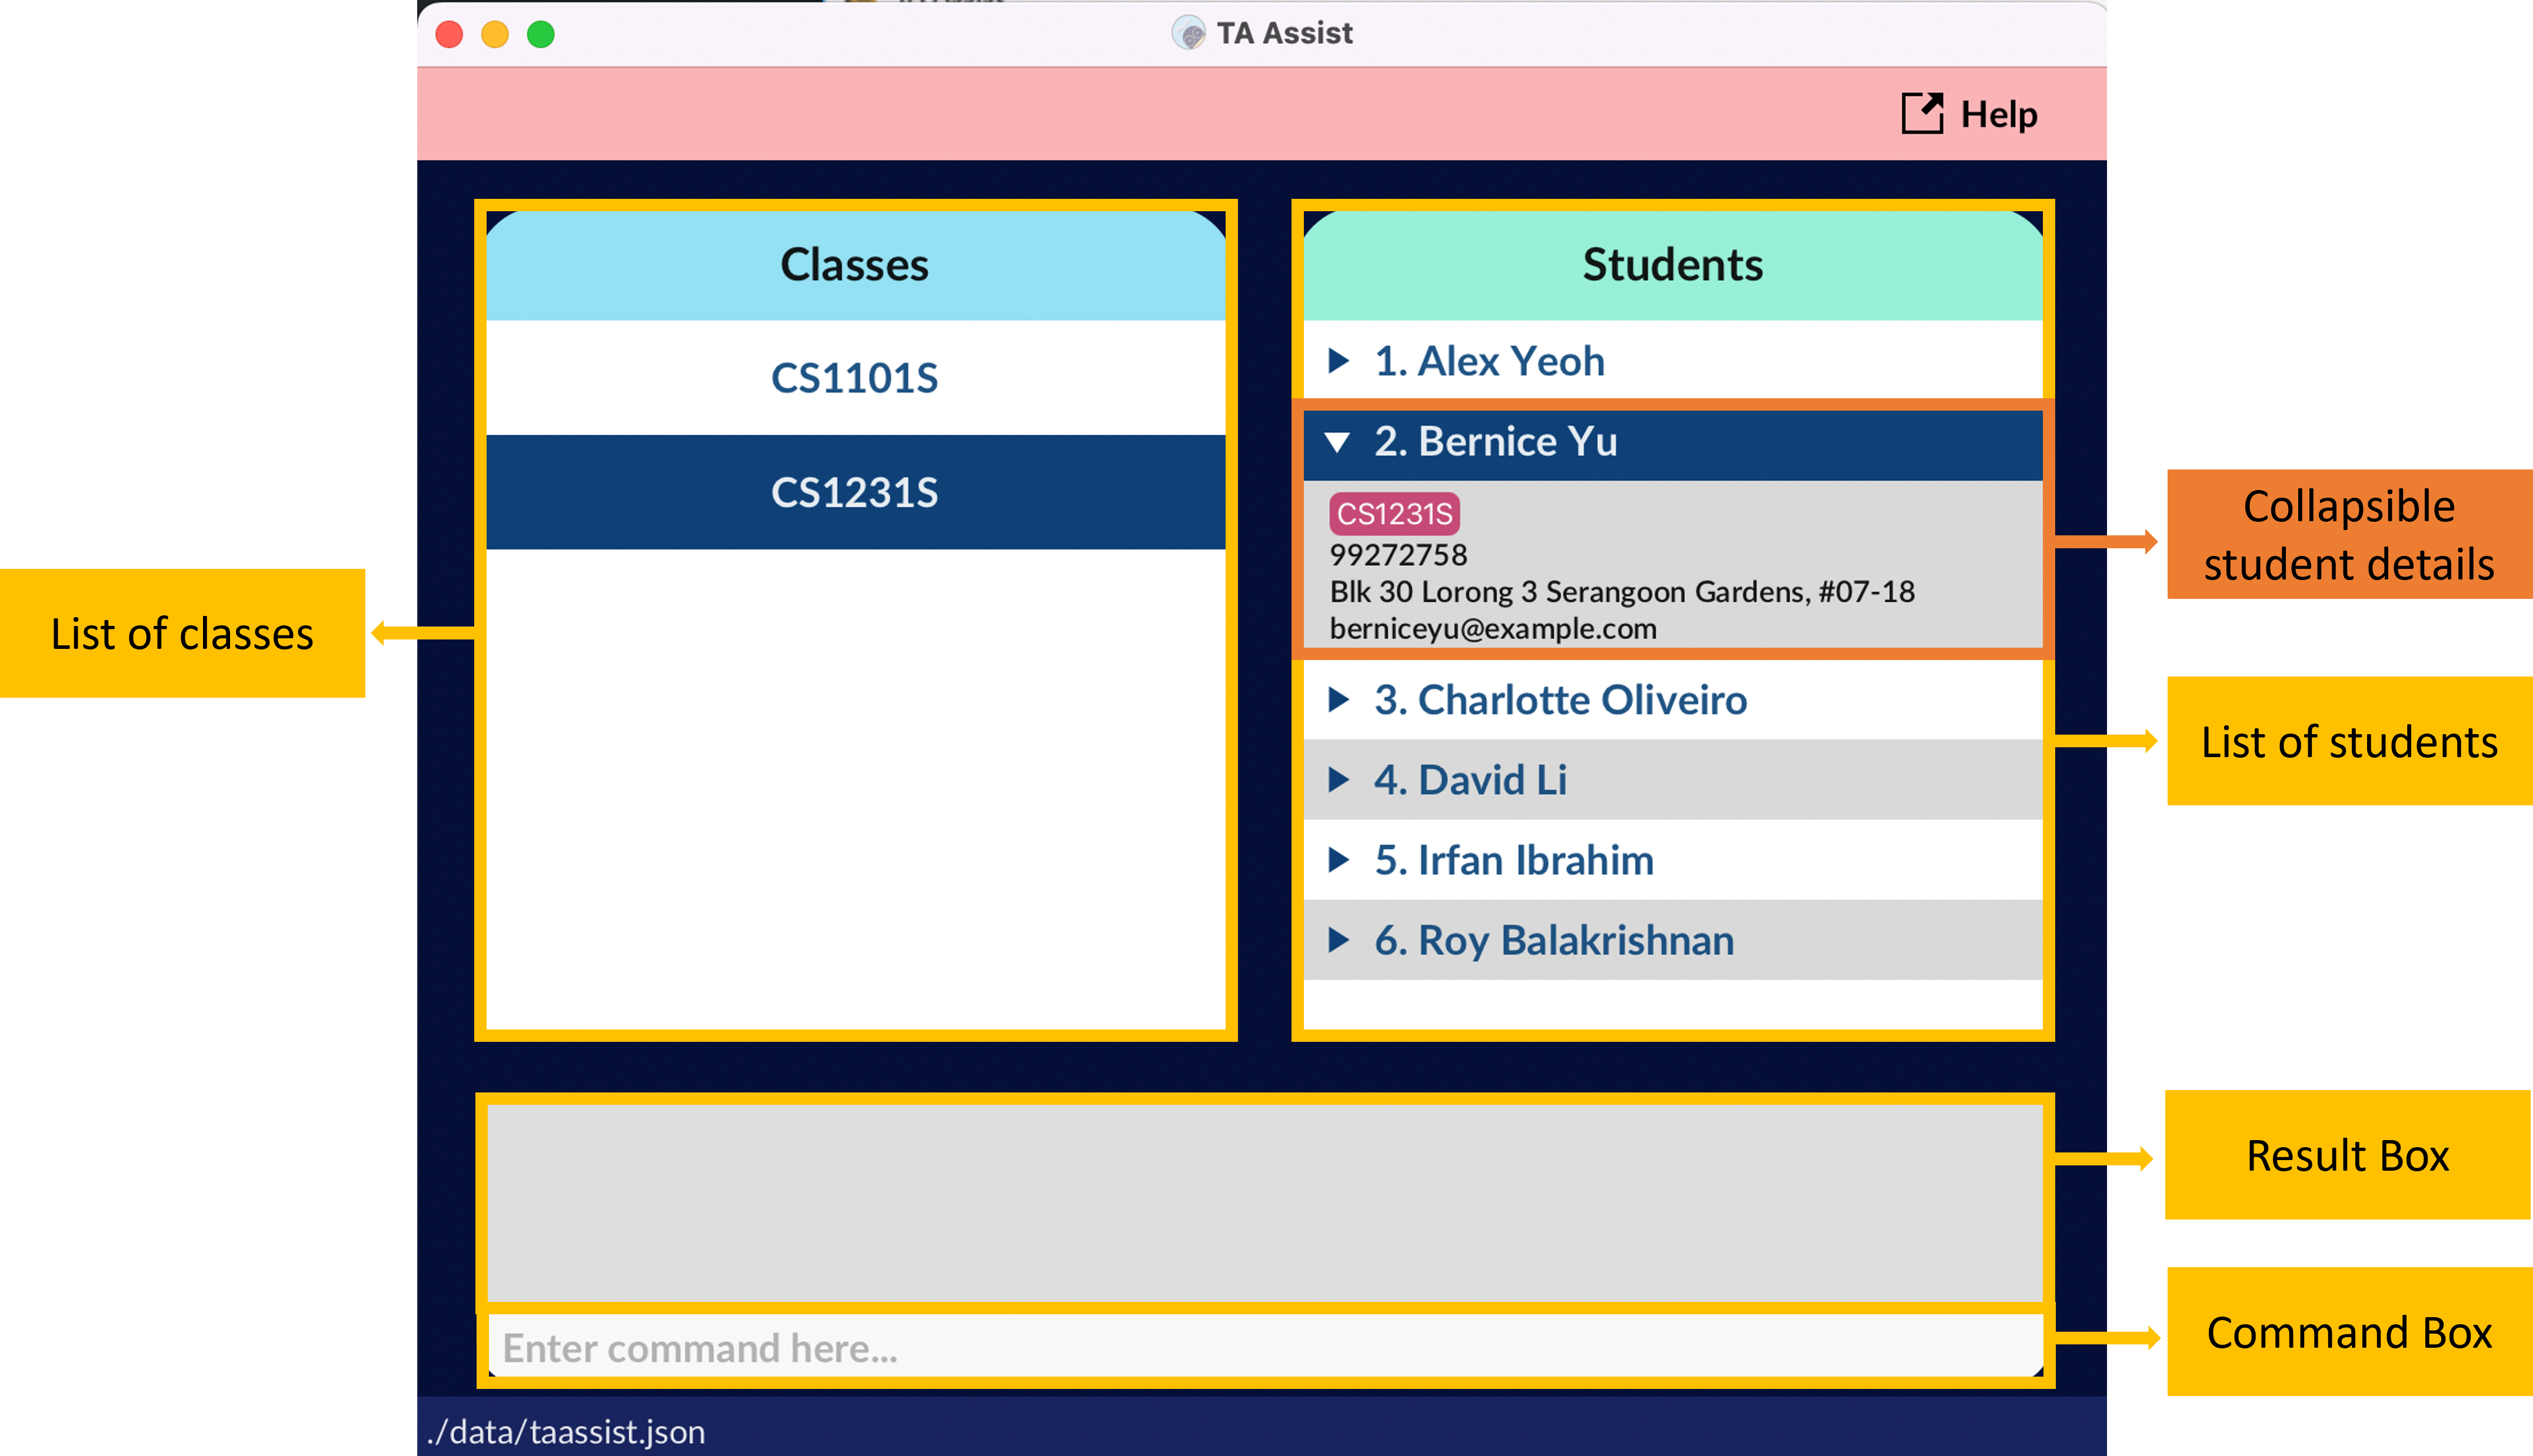 TA Assist
Help
Classes
CS1101S
CS1231S
Students
1. Alex Yeoh
2. Bernice Yu
CS1231S
99272758
Blk 30 Lorong 3 Serangoon Gardens, #07-18
berniceyu@example.com
3. Charlotte Oliveiro
4. David Li
5. Irfan Ibrahim
6. Roy Balakrishnan
List of classes
Collapsible
student details
List of students
Result Box
Command Box
Enter command here...
./data/taassist.json